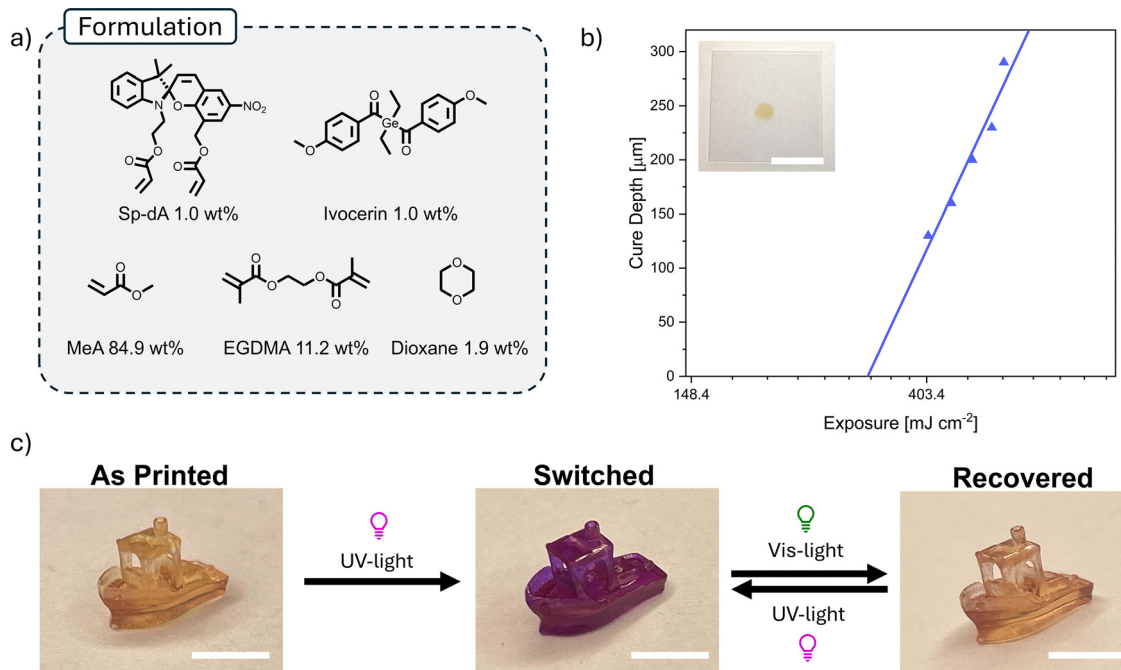 a)
Formulation
N
O
NO₂
O
O
O
O
Sp-dA 1.0 wt%
O
O
Ge
O
O
Ivocerin 1.0 wt%
O
O
MeA 84.9 wt%
O
O
O
O
EGDMA 11.2 wt%
O
O
Dioxane 1.9 wt%
b)
Cure Depth [µm]
300
250
200
150
100
50
0
148.4
403.4
Exposure [mJ cm⁻²]
c)
As Printed
UV-light
Switched
Vis-light
UV-light
Recovered